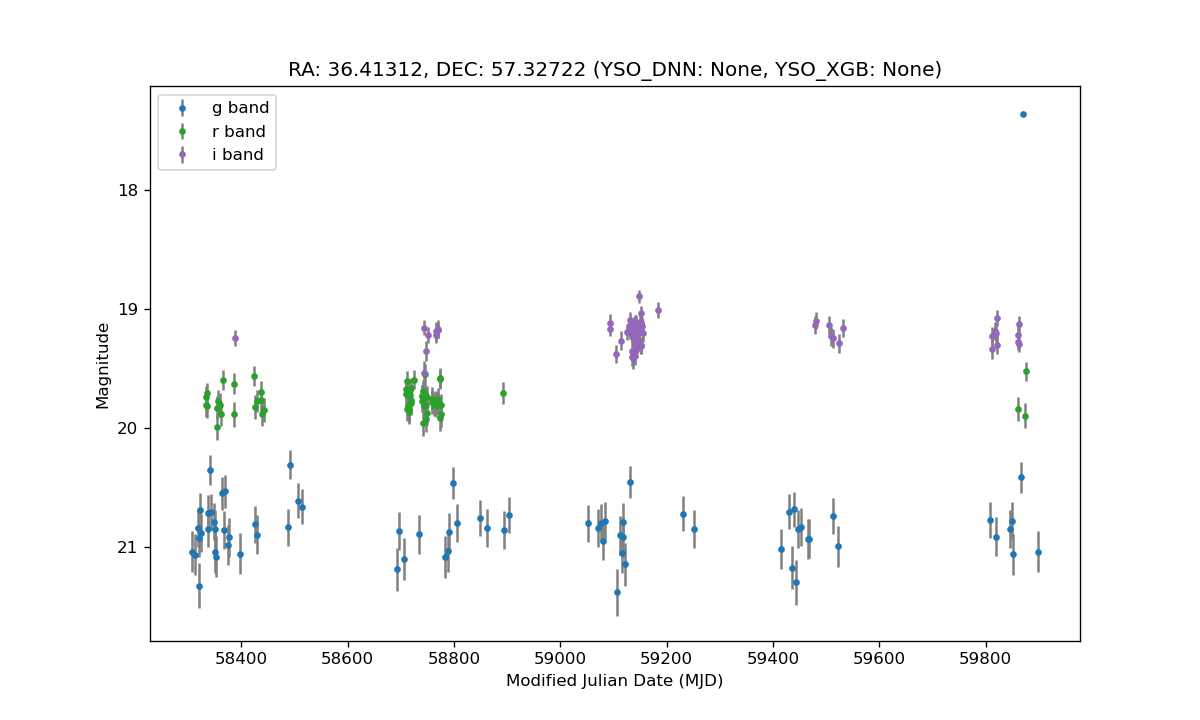 RA: 36.41312, DEC: 57.32722 (YSO_DNN: None, YSO_XGB: None)
g band
r band
i band
Magnitude
18
19
20
21
58400 58600 58800 59000 59200 59400 59600 59800
Modified Julian Date (MJD)